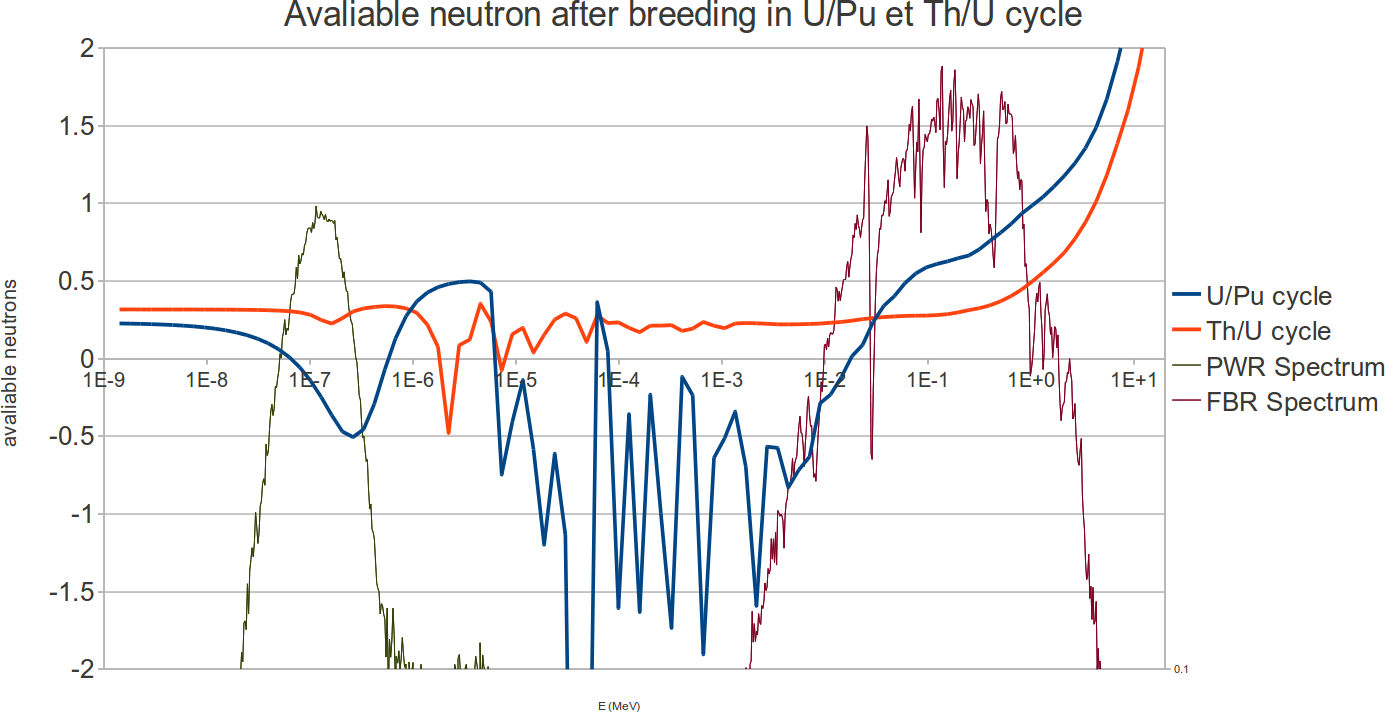 Avaliable neutron after breeding in U/Pu et Th/U cycle
2
1.5
1
0.5
0
-0.5
-1
-1.5
-2
avaliable neutrons
1E-9 1E-8 1E-7 1E-6 1E-5 1E-4 1E-3 1E-2 1E-1 1E+0 1E+1
U/Pu cycle
Th/U cycle
PWR Spectrum
FBR Spectrum
0.1
E (MeV)